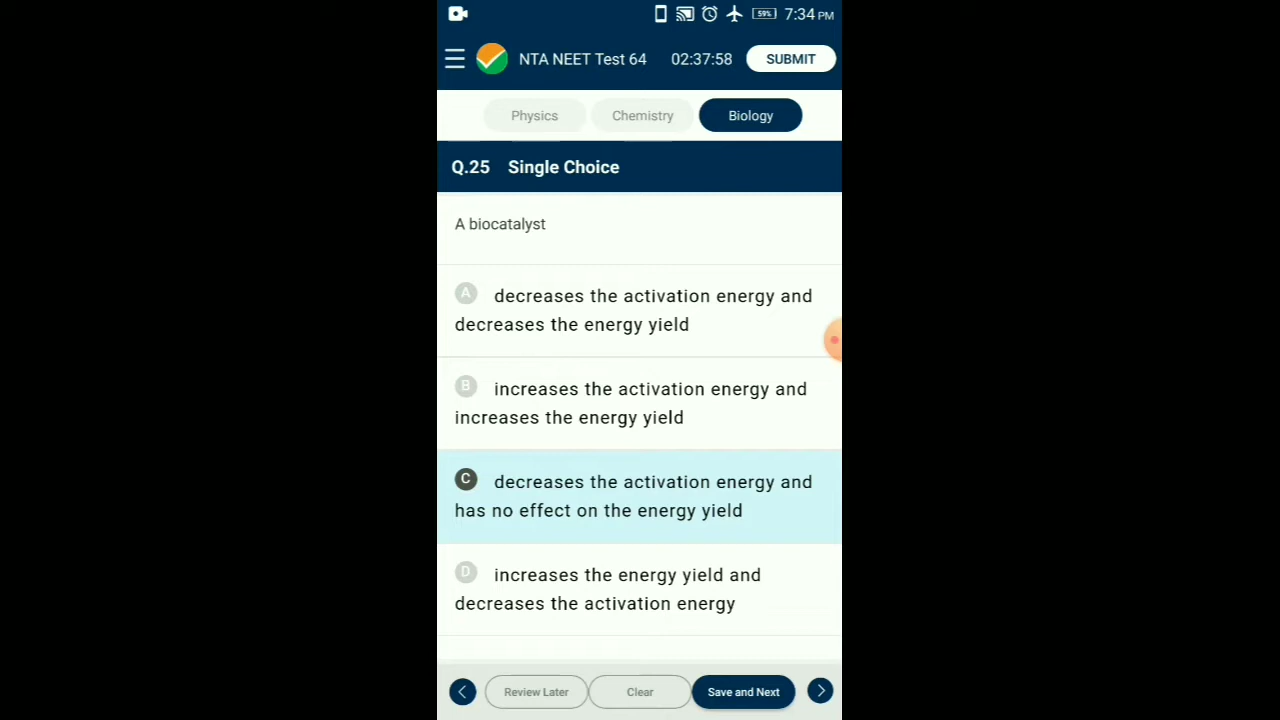 59% 7:34 PM
NTA NEET Test 64 02:37:58 SUBMIT
Physics Chemistry Biology
Q.25 Single Choice
A biocatalyst
A decreases the activation energy and
decreases the energy yield
B increases the activation energy and
increases the energy yield
C decreases the activation energy and
has no effect on the energy yield
D increases the energy yield and
decreases the activation energy
Review Later Clear Save and Next